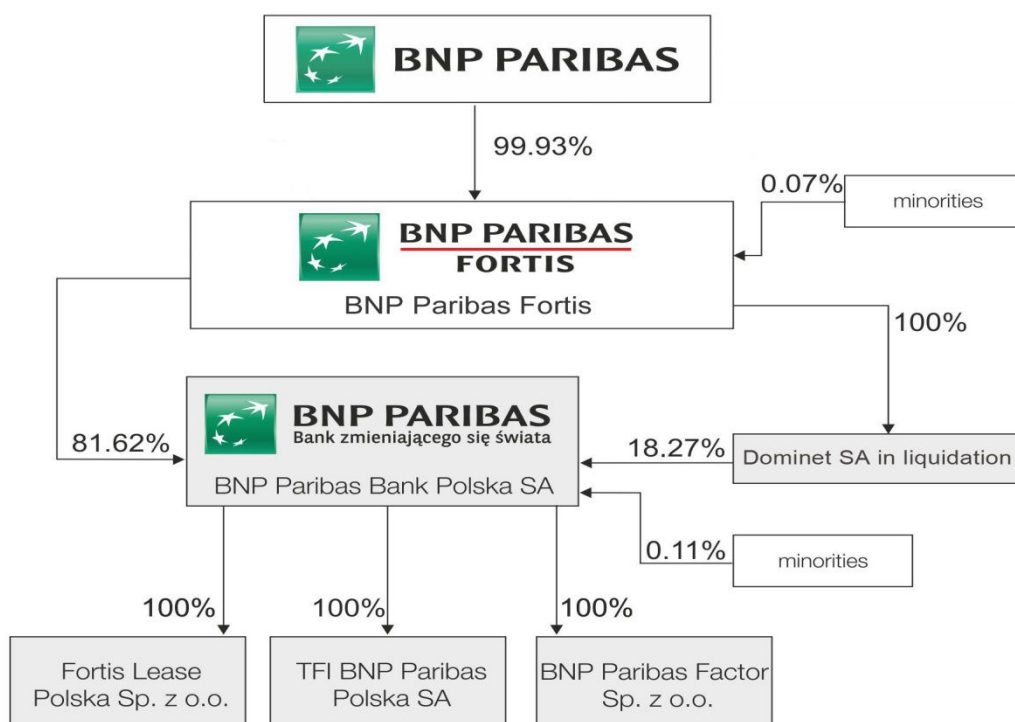 BNP PARIBAS
99.93%
0.07%
minorities
BNP PARIBAS
FORTIS
BNP Paribas Fortis
100%
BNP PARIBAS
Bank zmieniającego się świata
81.62%
18.27%
Dominet SA in liquidation
BNP Paribas Bank Polska SA
0.11%
minorities
100%
100%
100%
Fortis Lease
Polska Sp. z o.o.
TFI BNP Paribas
Polska SA
BNP Paribas Factor
Sp. z o.o.